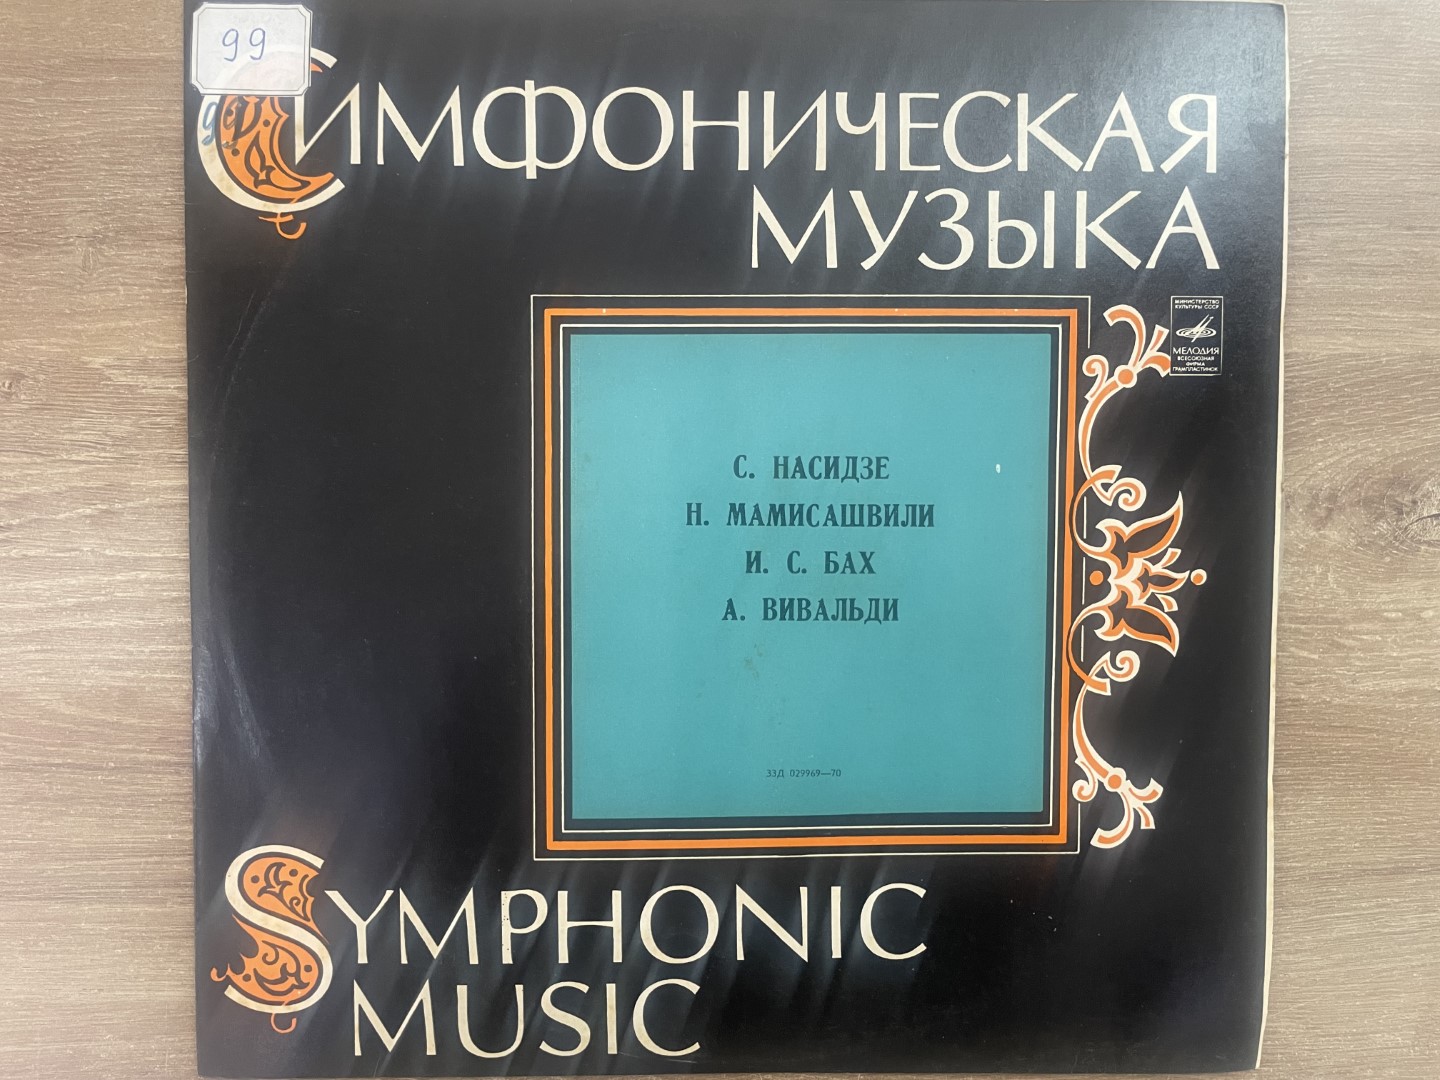 99
СИМФОНИЧЕСКАЯ
МУЗЫКА
МИНИСТЕРСТВО
КУЛЬТУРЫ СССР
МЕЛОДИЯ
ВСЕСОЮЗНАЯ
ФИРМА
ГРАМПЛАСТИНОК
С. НАСИДЗЕ
Н. МАМИСАШВИЛИ
И. С. БАХ
А. ВИВАЛЬДИ
33Д 029969—70
SYMPHONIC
MUSIC